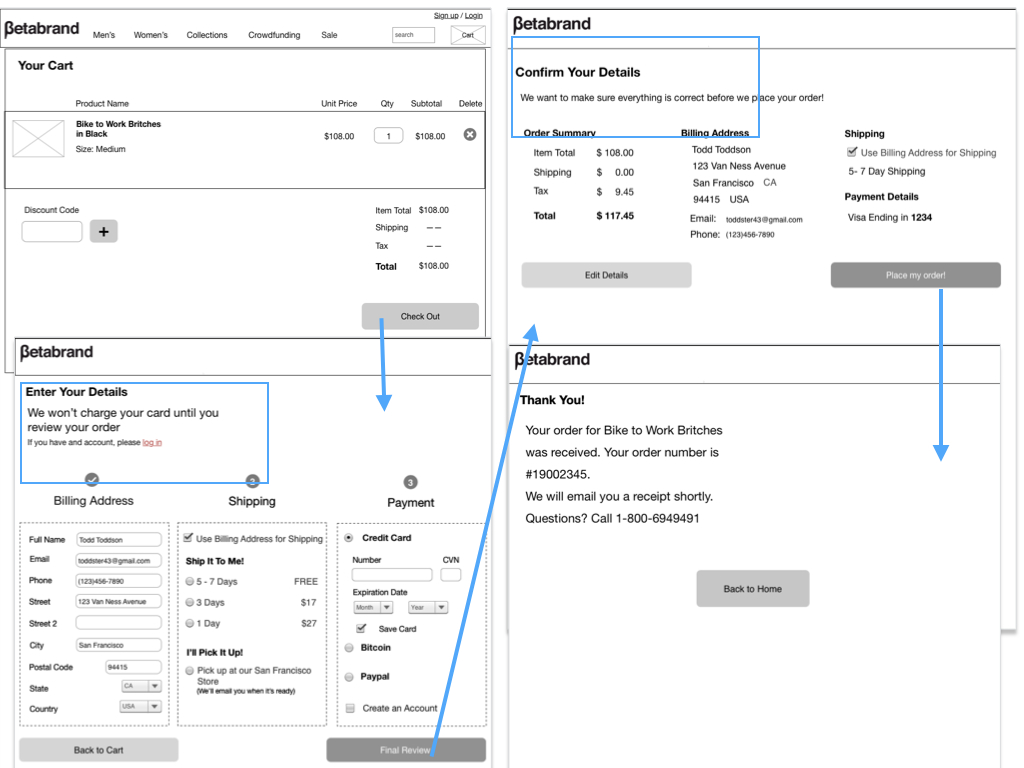 Sign up / Login
βetabrand
Men's Women's Collections Crowdfunding Sale search Cart
Your Cart
Product Name Unit Price Qty Subtotal Delete
Bike to Work Britches
in Black
Size: Medium
$108.00 1 $108.00
Discount Code
+
Item Total $108.00
Shipping – –
Tax – –
Total $108.00
Check Out
βetabrand
Enter Your Details
We won't charge your card until you
review your order
If you have and account, please log in
Billing Address
Full Name Todd Toddson
Email toddster43@gmail.com
Phone (123)456-7890
Street 123 Van Ness Avenue
Street 2
City San Francisco
Postal Code 94415
State CA
Country USA
2
Shipping
Use Billing Address for Shipping
Ship It To Me!
5 - 7 Days FREE
3 Days $17
1 Day $27
I'll Pick It Up!
Pick up at our San Francisco
Store
(We'll email you when it's ready)
3
Payment
Credit Card
Number CVN
Expiration Date
Month Year
Save Card
Bitcoin
Paypal
Create an Account
Back to Cart
Final Review
βetabrand
Confirm Your Details
We want to make sure everything is correct before we place your order!
Order Summary
Item Total $ 108.00
Shipping $ 0.00
Tax $ 9.45
Total $ 117.45
Billing Address
Todd Toddson
123 Van Ness Avenue
San Francisco CA
94415 USA
Email: toddster43@gmail.com
Phone: (123)456-7890
Shipping
Use Billing Address for Shipping
5- 7 Day Shipping
Payment Details
Visa Ending in 1234
Edit Details
Place my order!
βetabrand
Thank You!
Your order for Bike to Work Britches
was received. Your order number is
#19002345.
We will email you a receipt shortly.
Questions? Call 1-800-6949491
Back to Home